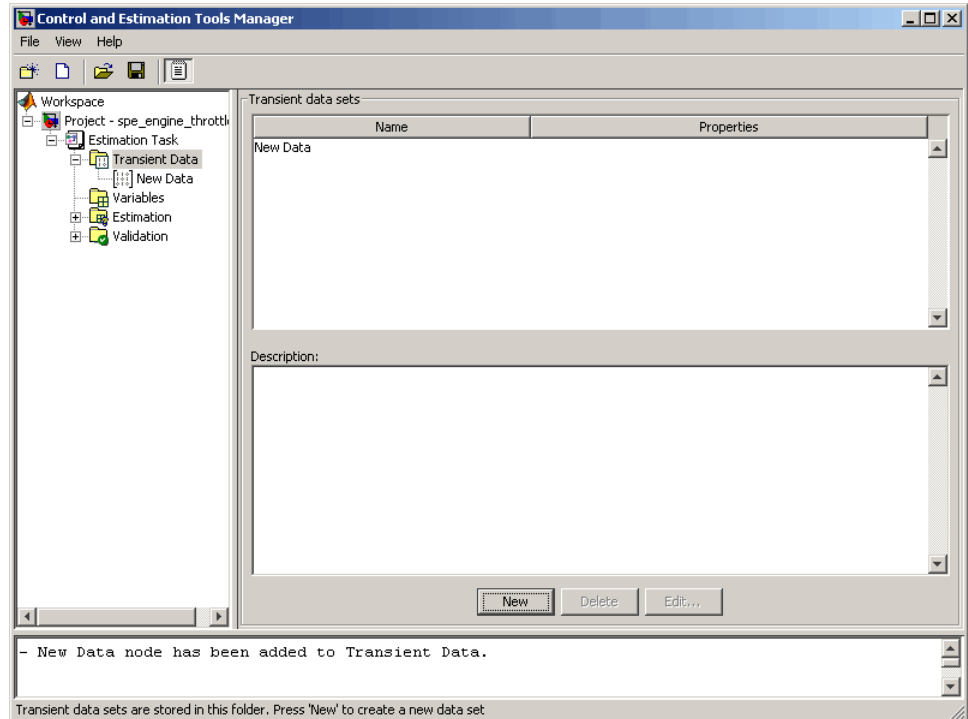 Control and Estimation Tools Manager
File View Help
Workspace
Project - spe_engine_throttl
Estimation Task
Transient Data
New Data
Variables
Estimation
Validation
Transient data sets
Name Properties
New Data
Description:
New Delete Edit...
- New Data node has been added to Transient Data.
Transient data sets are stored in this folder. Press 'New' to create a new data set